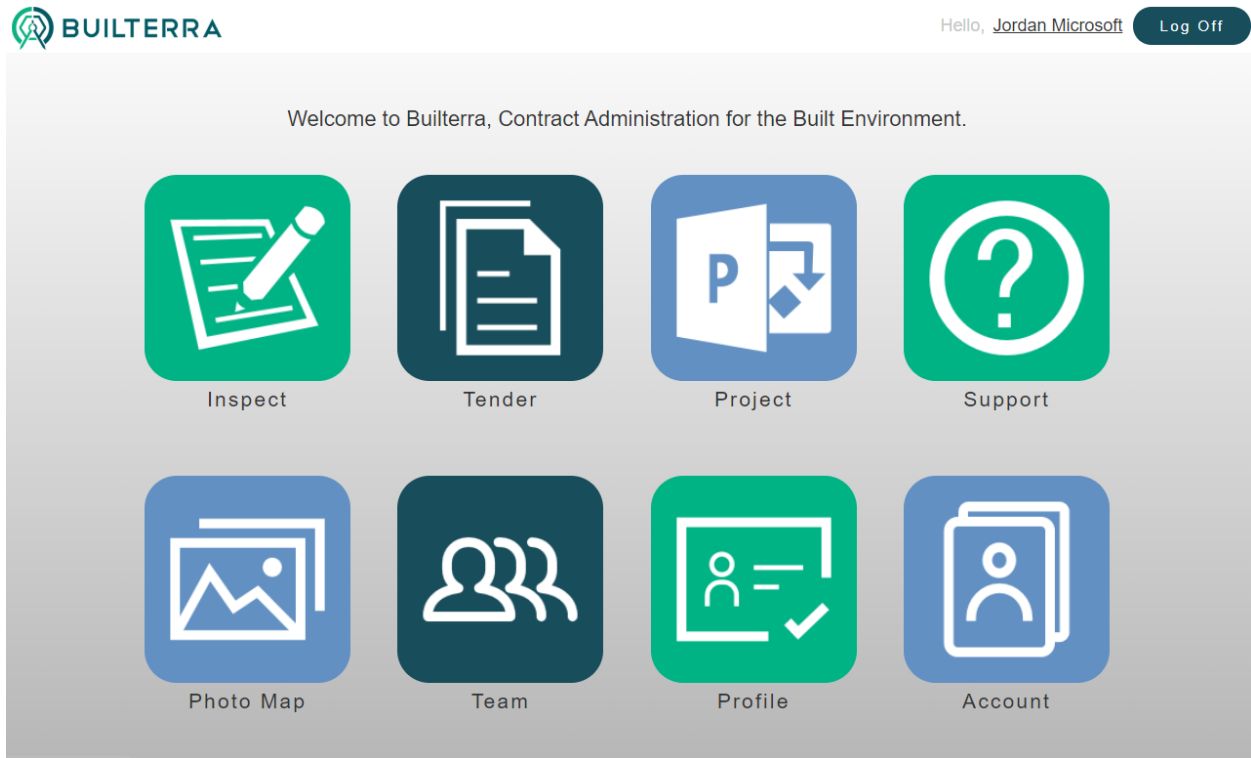 BUILTERRA
Hello, Jordan Microsoft
Log Off
Welcome to Builterra, Contract Administration for the Built Environment.
P
?
Inspect Tender Project Support
Photo Map Team Profile Account